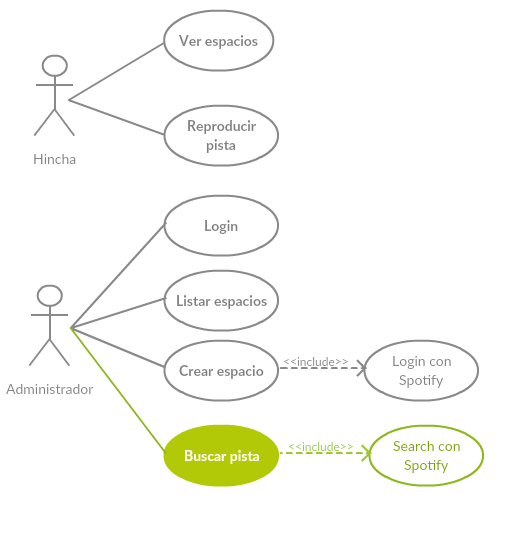 Ver espacios
Hincha
Reproducir
pista
Login
Listar espacios
Administrador
Crear espacio
<<include>>
Login con
Spotify
Buscar pista
<<include>>
Search con
Spotify